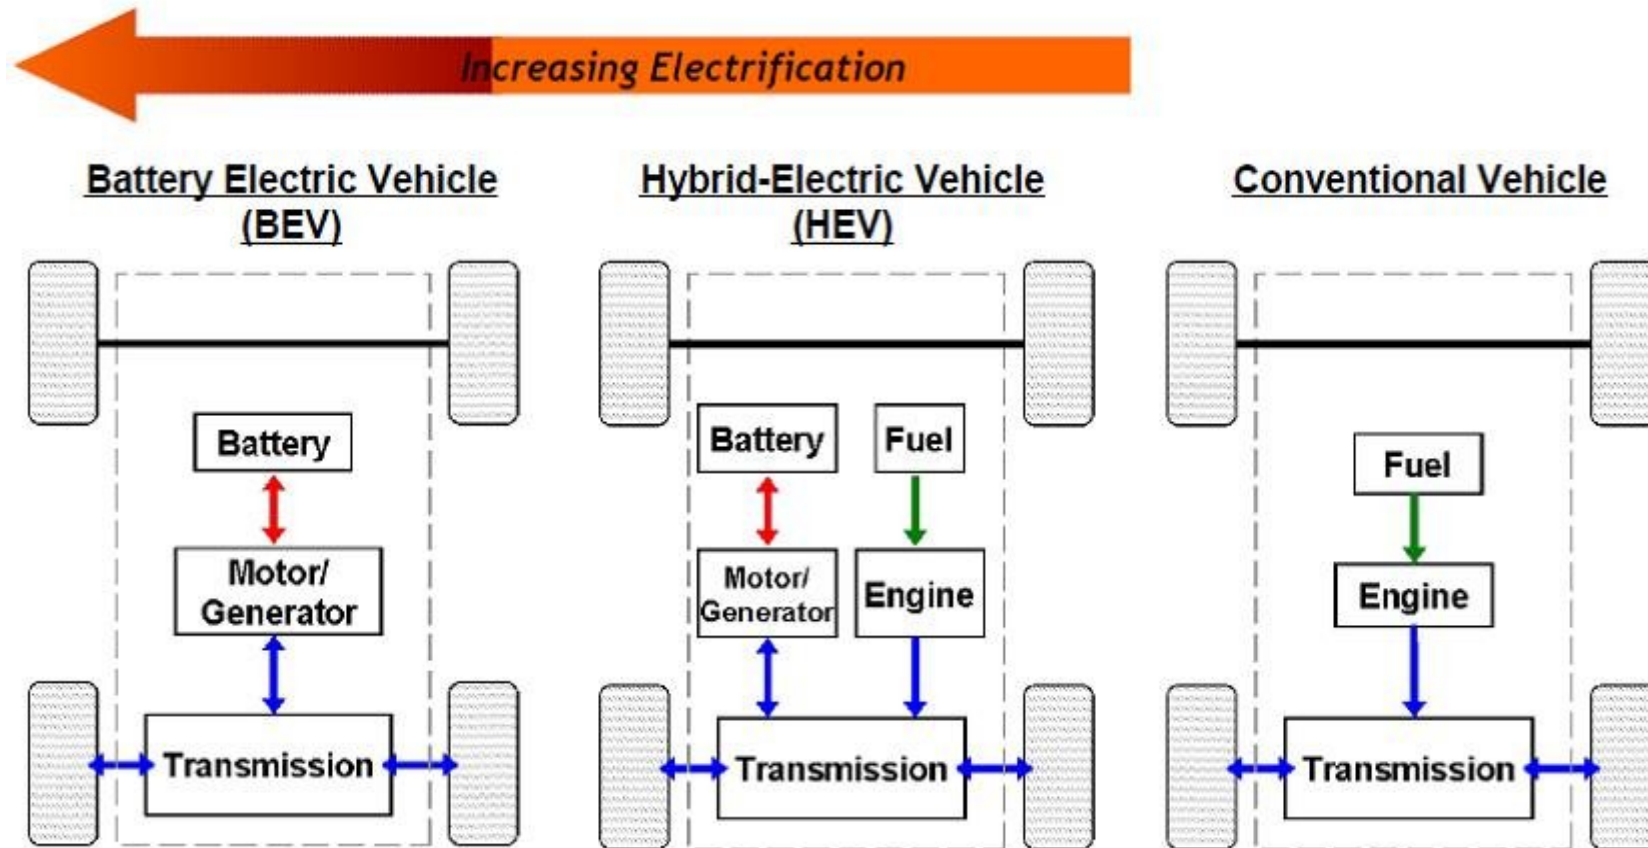 Increasing Electrification
Battery Electric Vehicle
(BEV)
Hybrid-Electric Vehicle
(HEV)
Conventional Vehicle
Battery
Motor/
Generator
Transmission
Battery
Fuel
Motor/
Generator
Engine
Transmission
Fuel
Engine
Transmission